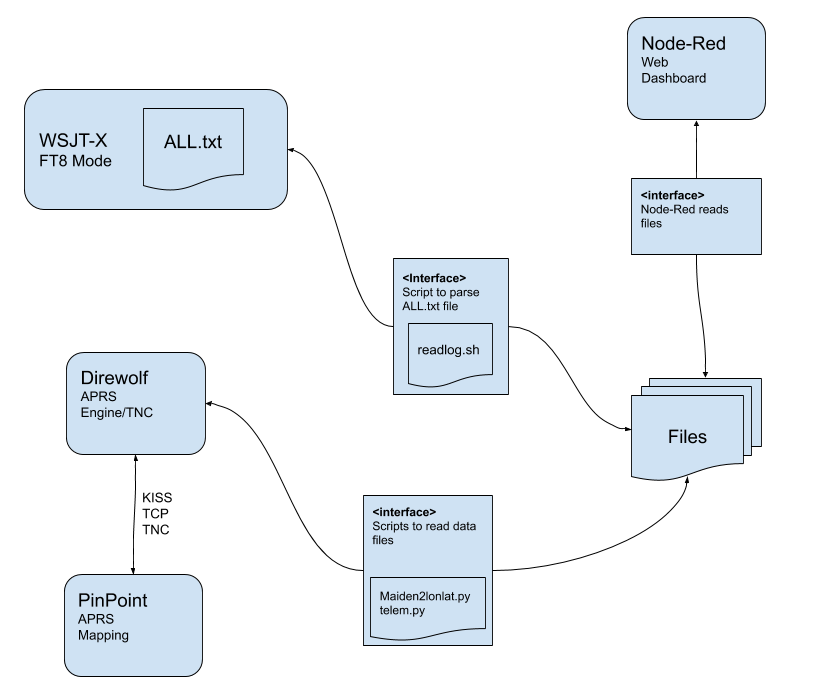 Node-Red
Web
Dashboard
WSJT-X
FT8 Mode
ALL.txt
<interface>
Node-Red reads
files
<Interface>
Script to parse
ALL.txt file
readlog.sh
Direwolf
APRS
Engine/TNC
Files
KISS
TCP
TNC
<interface>
Scripts to read data
files
Maiden2lonlat.py
telem.py
PinPoint
APRS
Mapping